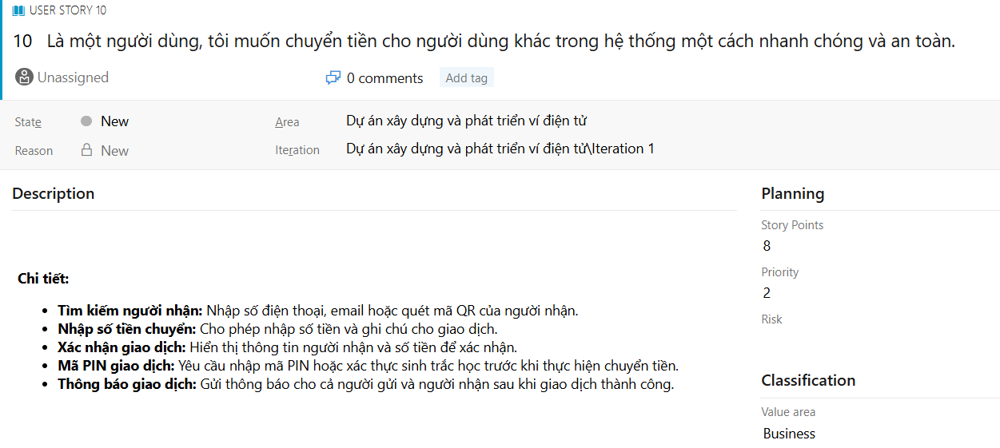 USER STORY 10
10 Là một người dùng, tôi muốn chuyển tiền cho người dùng khác trong hệ thống một cách nhanh chóng và an toàn.
Unassigned
0 comments
Add tag
State
New
Area
Dự án xây dựng và phát triển ví điện tử
Reason
New
Iteration
Dự án xây dựng và phát triển ví điện tử\Iteration 1
Description
Chi tiết:
• Tìm kiếm người nhận: Nhập số điện thoại, email hoặc quét mã QR của người nhận.
• Nhập số tiền chuyển: Cho phép nhập số tiền và ghi chú cho giao dịch.
• Xác nhận giao dịch: Hiển thị thông tin người nhận và số tiền để xác nhận.
• Mã PIN giao dịch: Yêu cầu nhập mã PIN hoặc xác thực sinh trắc học trước khi thực hiện chuyển tiền.
• Thông báo giao dịch: Gửi thông báo cho cả người gửi và người nhận sau khi giao dịch thành công.
Planning
Story Points
8
Priority
2
Risk
Classification
Value area
Business